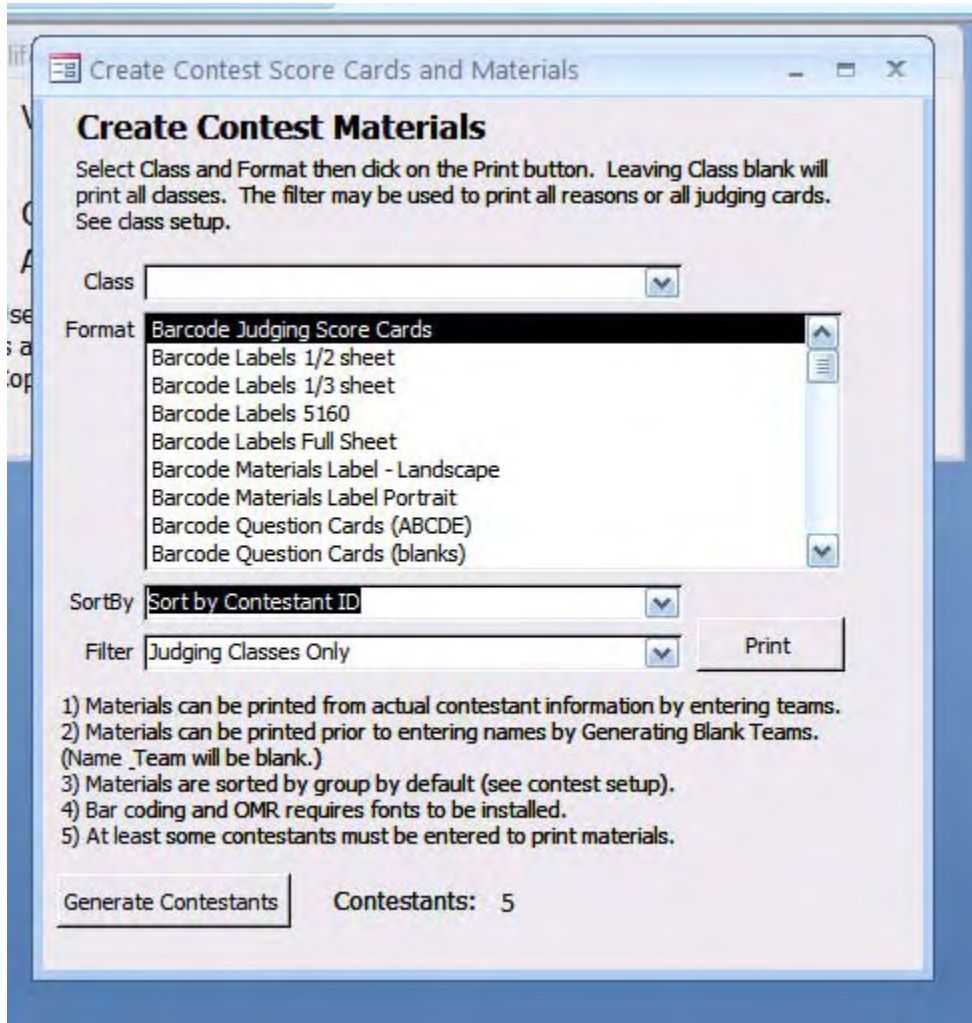 Create Contest Score Cards and Materials
Create Contest Materials
Select Class and Format then click on the Print button. Leaving Class blank will
print all classes. The filter may be used to print all reasons or all judging cards.
See class setup.
Class
Format
Barcode Judging Score Cards
Barcode Labels 1/2 sheet
Barcode Labels 1/3 sheet
Barcode Labels 5160
Barcode Labels Full Sheet
Barcode Materials Label - Landscape
Barcode Materials Label Portrait
Barcode Question Cards (ABCDE)
Barcode Question Cards (blanks)
SortBy Sort by Contestant ID
Filter Judging Classes Only
Print
1) Materials can be printed from actual contestant information by entering teams.
2) Materials can be printed prior to entering names by Generating Blank Teams.
(Name _Team will be blank.)
3) Materials are sorted by group by default (see contest setup).
4) Bar coding and OMR requires fonts to be installed.
5) At least some contestants must be entered to print materials.
Generate Contestants Contestants: 5